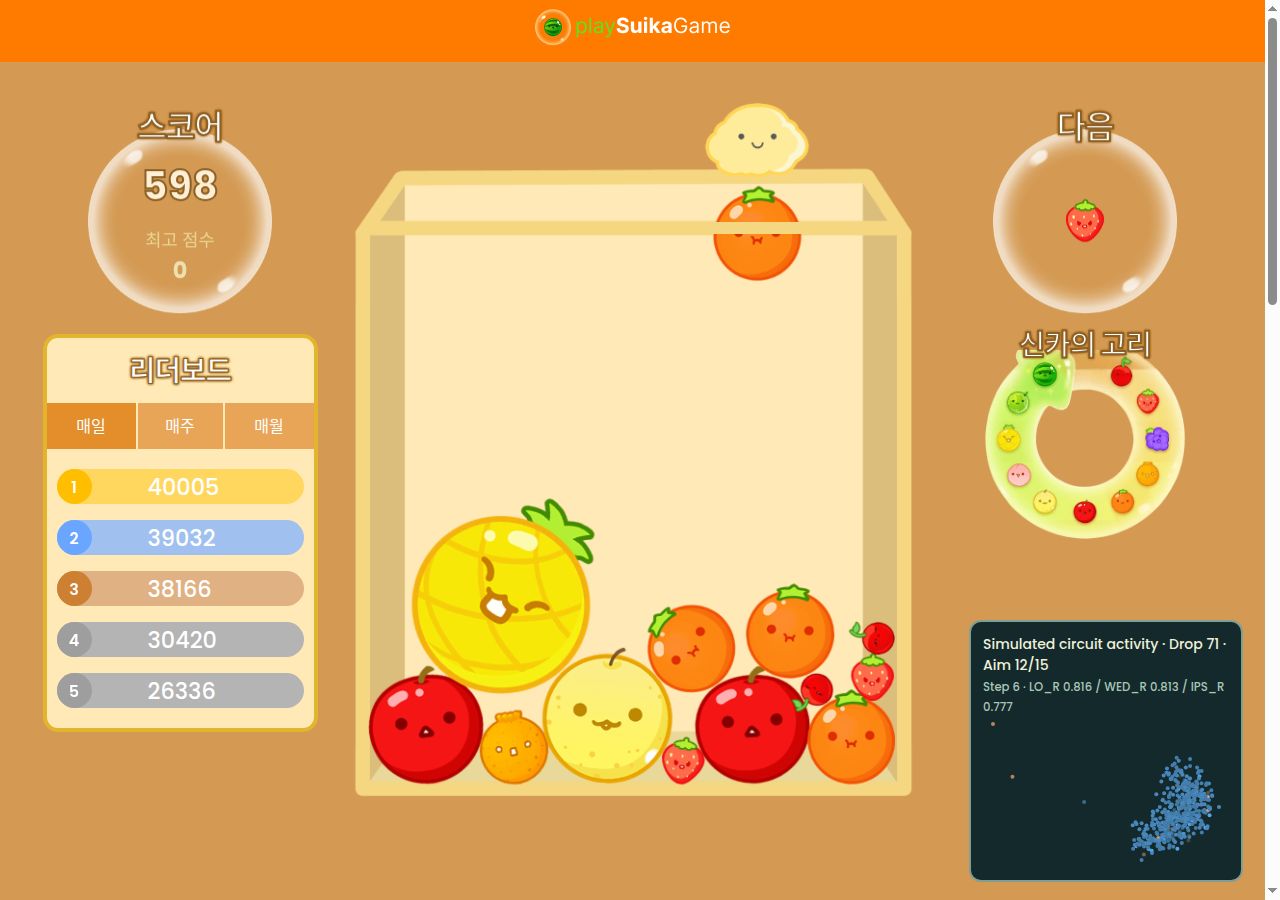 playSuikaGame
스코어
598
최고 점수
0
리더보드
매일 매주 매월
1 40005
2 39032
3 38166
4 30420
5 26336
다음
신카의 고리
Simulated circuit activity · Drop 71 ·
Aim 12/15
Step 6 · LO_R 0.816 / WED_R 0.813 / IPS_R
0.777